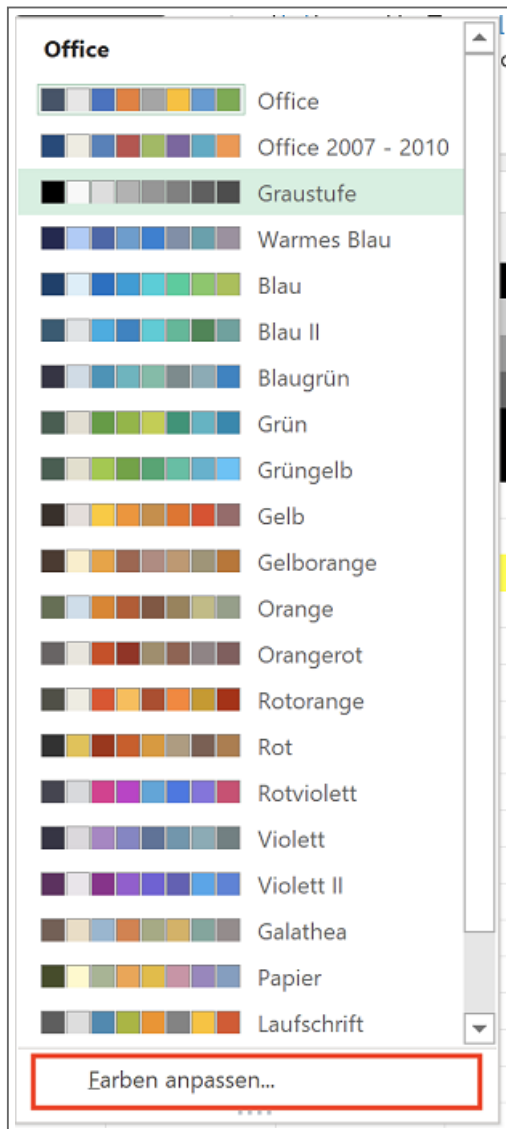 Office
Office
Office 2007 - 2010
Graustufe
Warmes Blau
Blau
Blau II
Blaugrün
Grün
Grüngelb
Gelb
Gelborange
Orange
Orangerot
Rotorange
Rot
Rotviolett
Violett
Violett II
Galathea
Papier
Laufschrift
Farben anpassen...